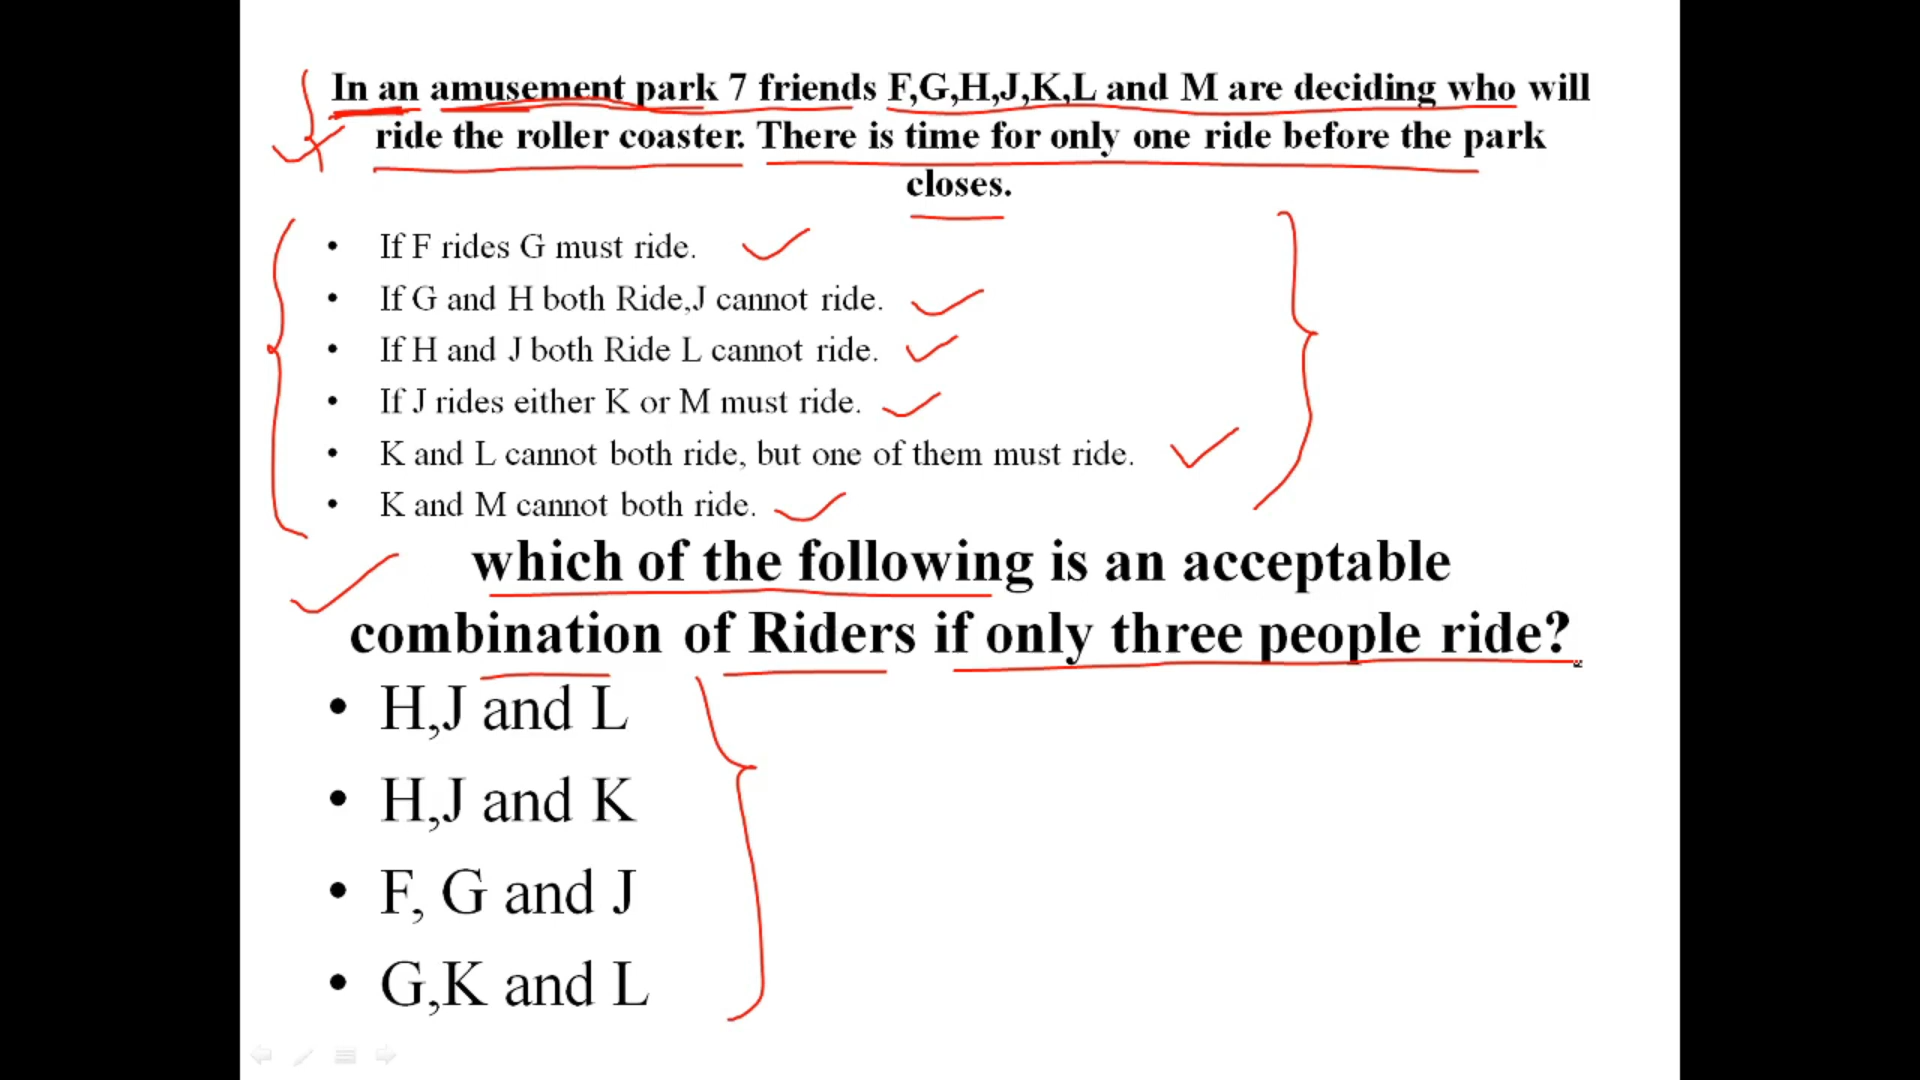 In an amusement park 7 friends F,G,H,J,K,L and M are deciding who will
ride the roller coaster. There is time for only one ride before the park
closes.
• If F rides G must ride.
• If G and H both Ride,J cannot ride.
• If H and J both Ride L cannot ride.
• If J rides either K or M must ride.
• K and L cannot both ride, but one of them must ride.
• K and M cannot both ride.
which of the following is an acceptable
combination of Riders if only three people ride?
• H,J and L
• H,J and K
• F, G and J
• G,K and L